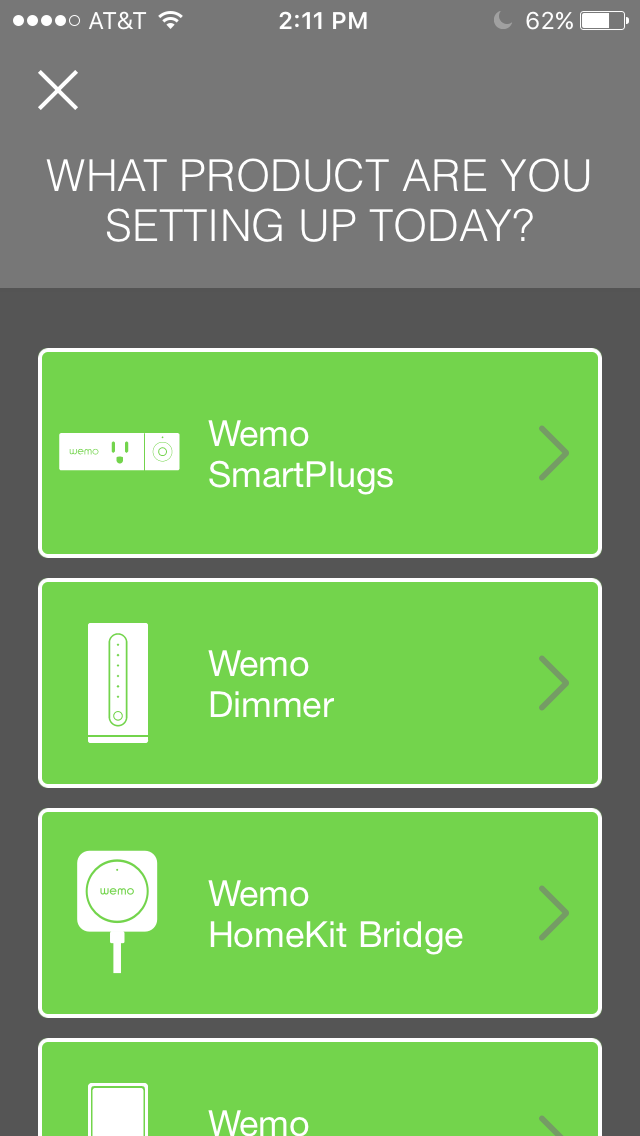 AT&T 2:11 PM 62%
WHAT PRODUCT ARE YOU
SETTING UP TODAY?
wemo
Wemo
SmartPlugs
Wemo
Dimmer
wemo
Wemo
HomeKit Bridge
Wemo